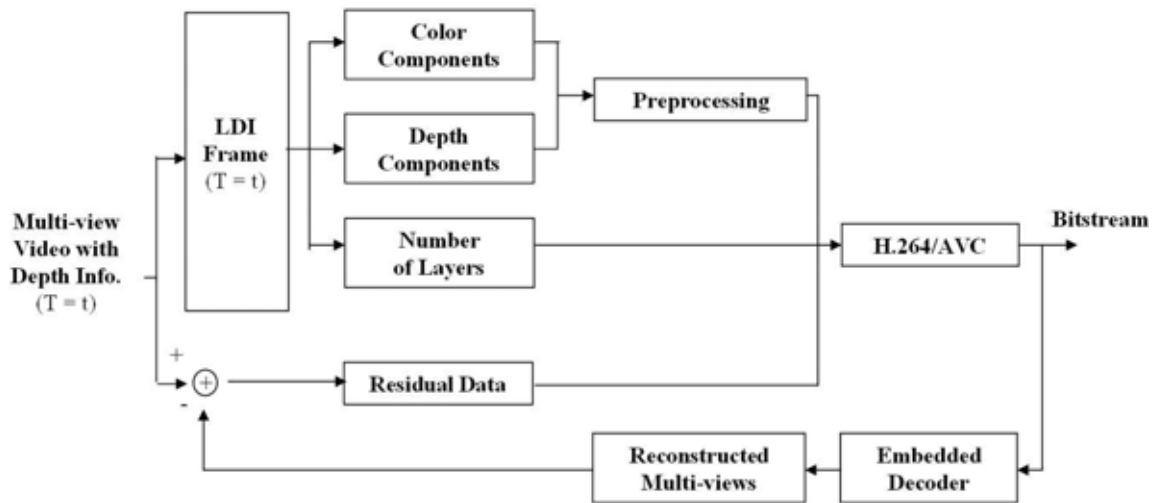 Color
Components
Preprocessing
LDI
Frame
(T = t)
Depth
Components
Multi-view
Video with
Depth Info.
(T = t)
Number
of Layers
H.264/AVC
Bitstream
+
+
-
Residual Data
Reconstructed
Multi-views
Embedded
Decoder